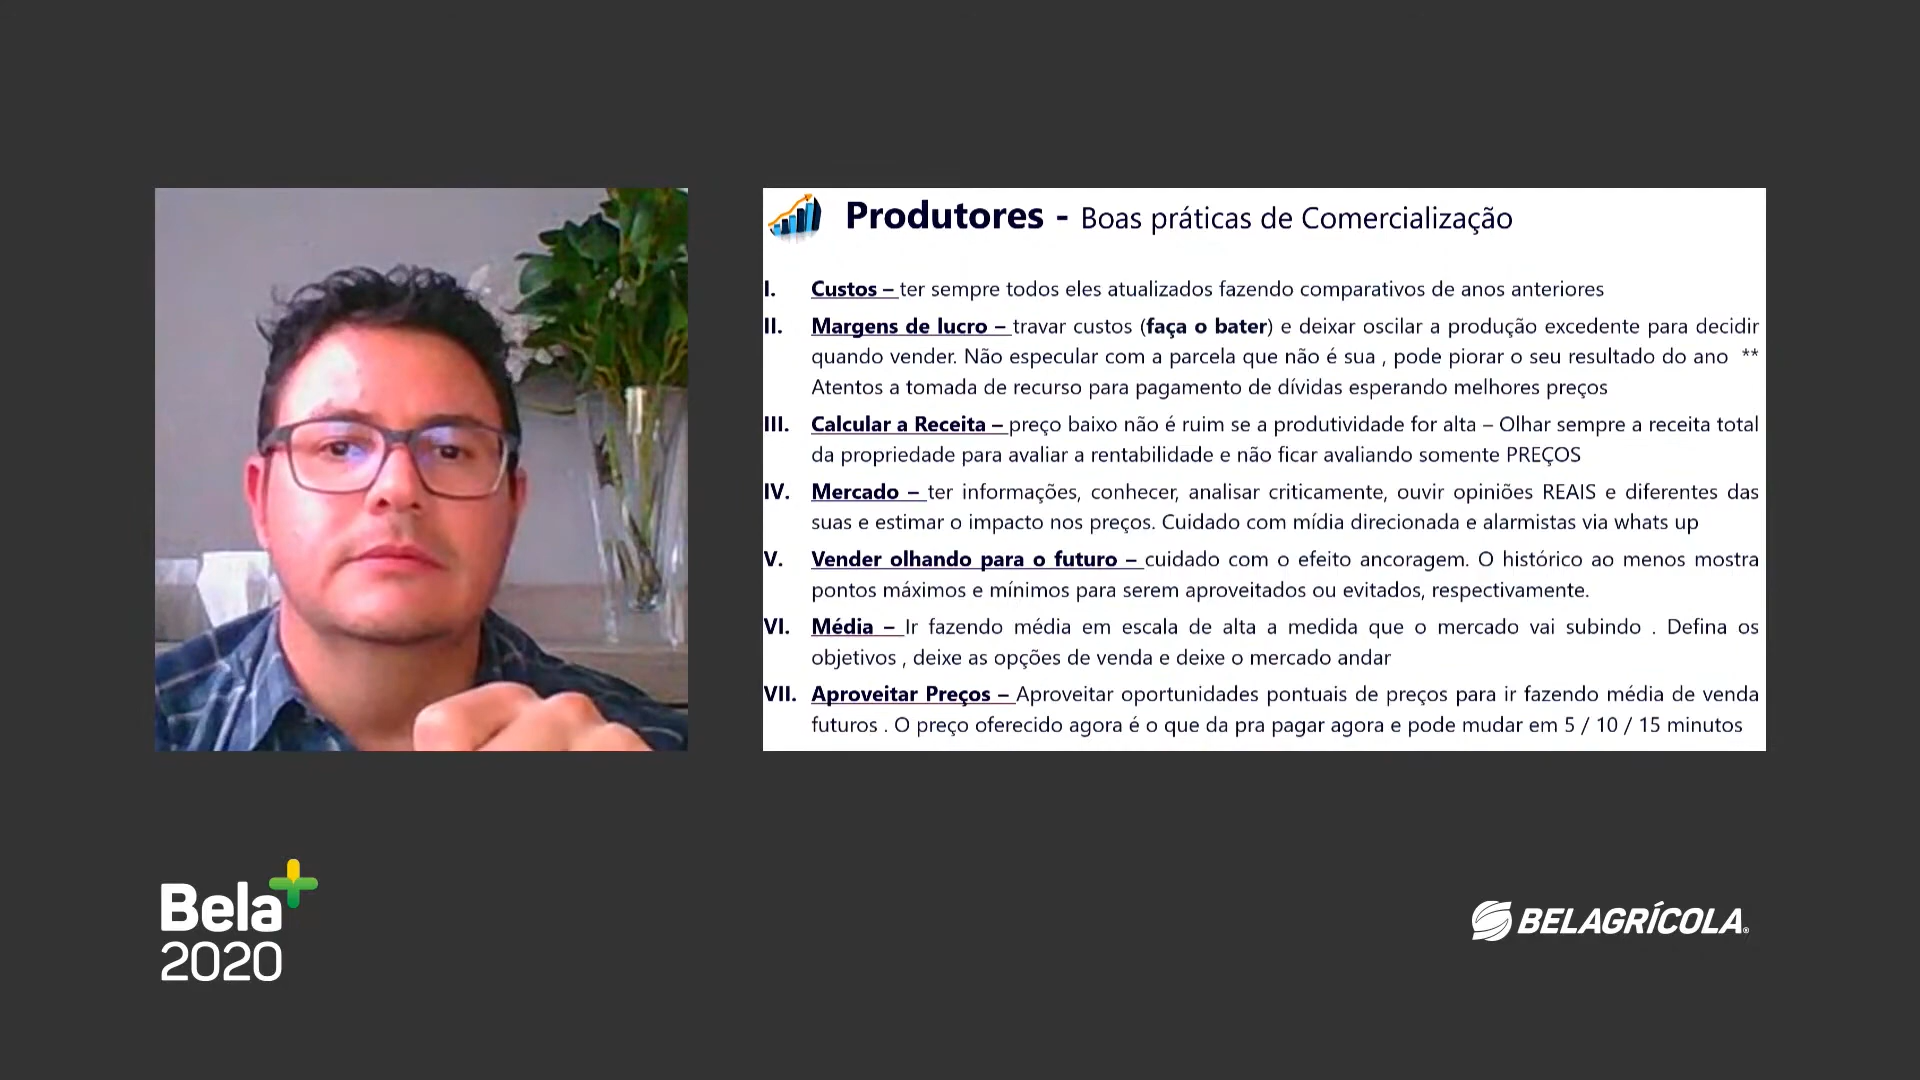 Produtores - Boas práticas de Comercialização
I. Custos – ter sempre todos eles atualizados fazendo comparativos de anos anteriores
II. Margens de lucro – travar custos (faça o bater) e deixar oscilar a produção excedente para decidir
quando vender. Não especular com a parcela que não é sua , pode piorar o seu resultado do ano **
Atentos a tomada de recurso para pagamento de dívidas esperando melhores preços
III. Calcular a Receita – preço baixo não é ruim se a produtividade for alta – Olhar sempre a receita total
da propriedade para avaliar a rentabilidade e não ficar avaliando somente PREÇOS
IV. Mercado – ter informações, conhecer, analisar criticamente, ouvir opiniões REAIS e diferentes das
suas e estimar o impacto nos preços. Cuidado com mídia direcionada e alarmistas via whats up
V. Vender olhando para o futuro – cuidado com o efeito ancoragem. O histórico ao menos mostra
pontos máximos e mínimos para serem aproveitados ou evitados, respectivamente.
VI. Média – Ir fazendo média em escala de alta a medida que o mercado vai subindo . Defina os
objetivos , deixe as opções de venda e deixe o mercado andar
VII. Aproveitar Preços – Aproveitar oportunidades pontuais de preços para ir fazendo média de venda
futuros . O preço oferecido agora é o que da pra pagar agora e pode mudar em 5 / 10 / 15 minutos
Bela+
2020
BELAGRÍCOLA®